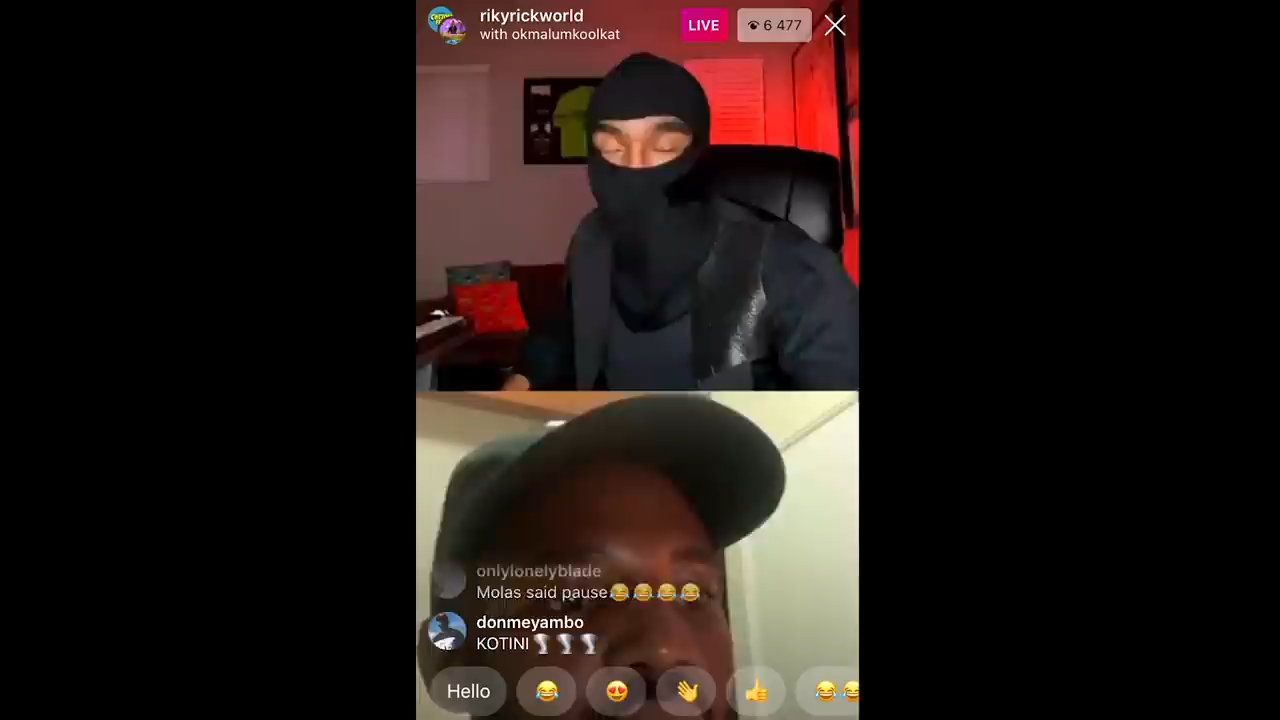 rikyrickworld
with okmalumkoolkat
LIVE
6 477
onlylonelyblade
Molas said pause😂😂😂😂
donmeyambo
KOTINI🌪️🌪️🌪️
Hello